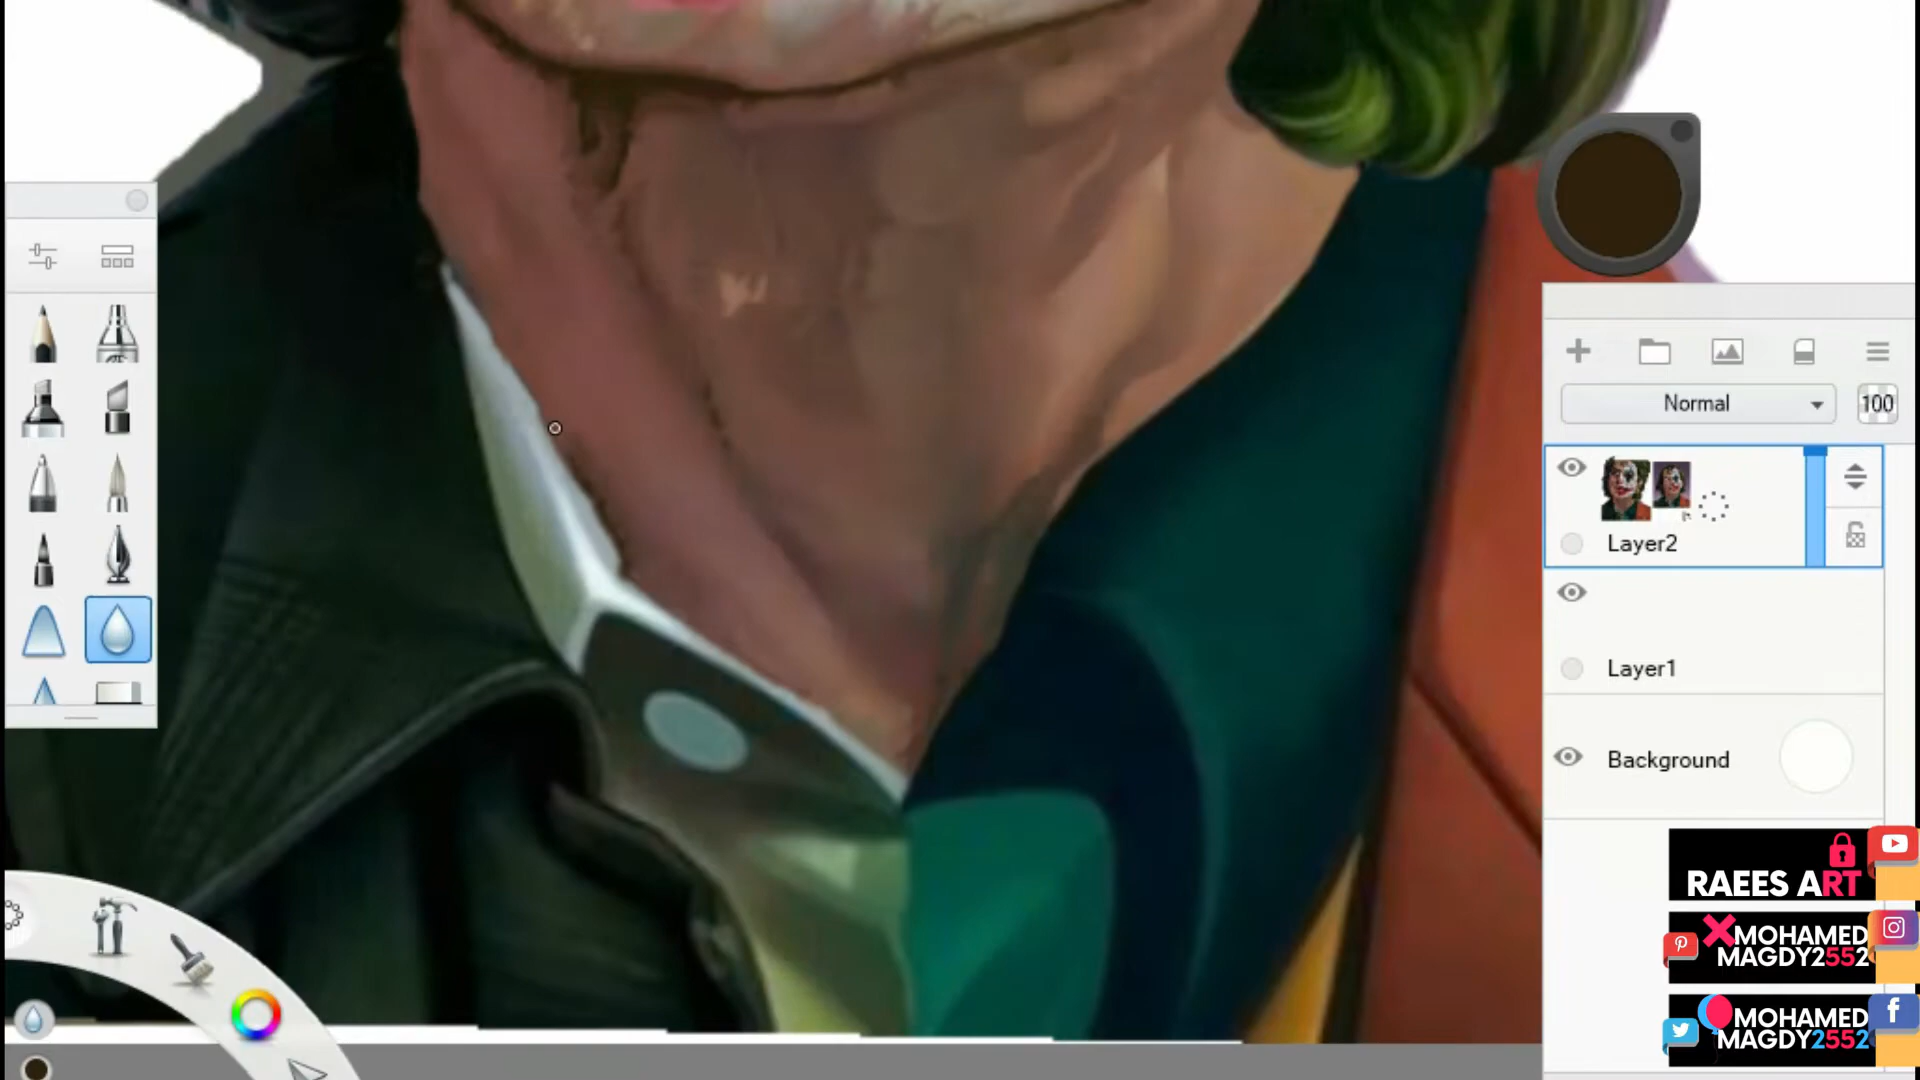 Normal
100
Layer2
Layer1
Background
RAEES ART
MOHAMED
MAGDY2552
MOHAMED
MAGDY2552